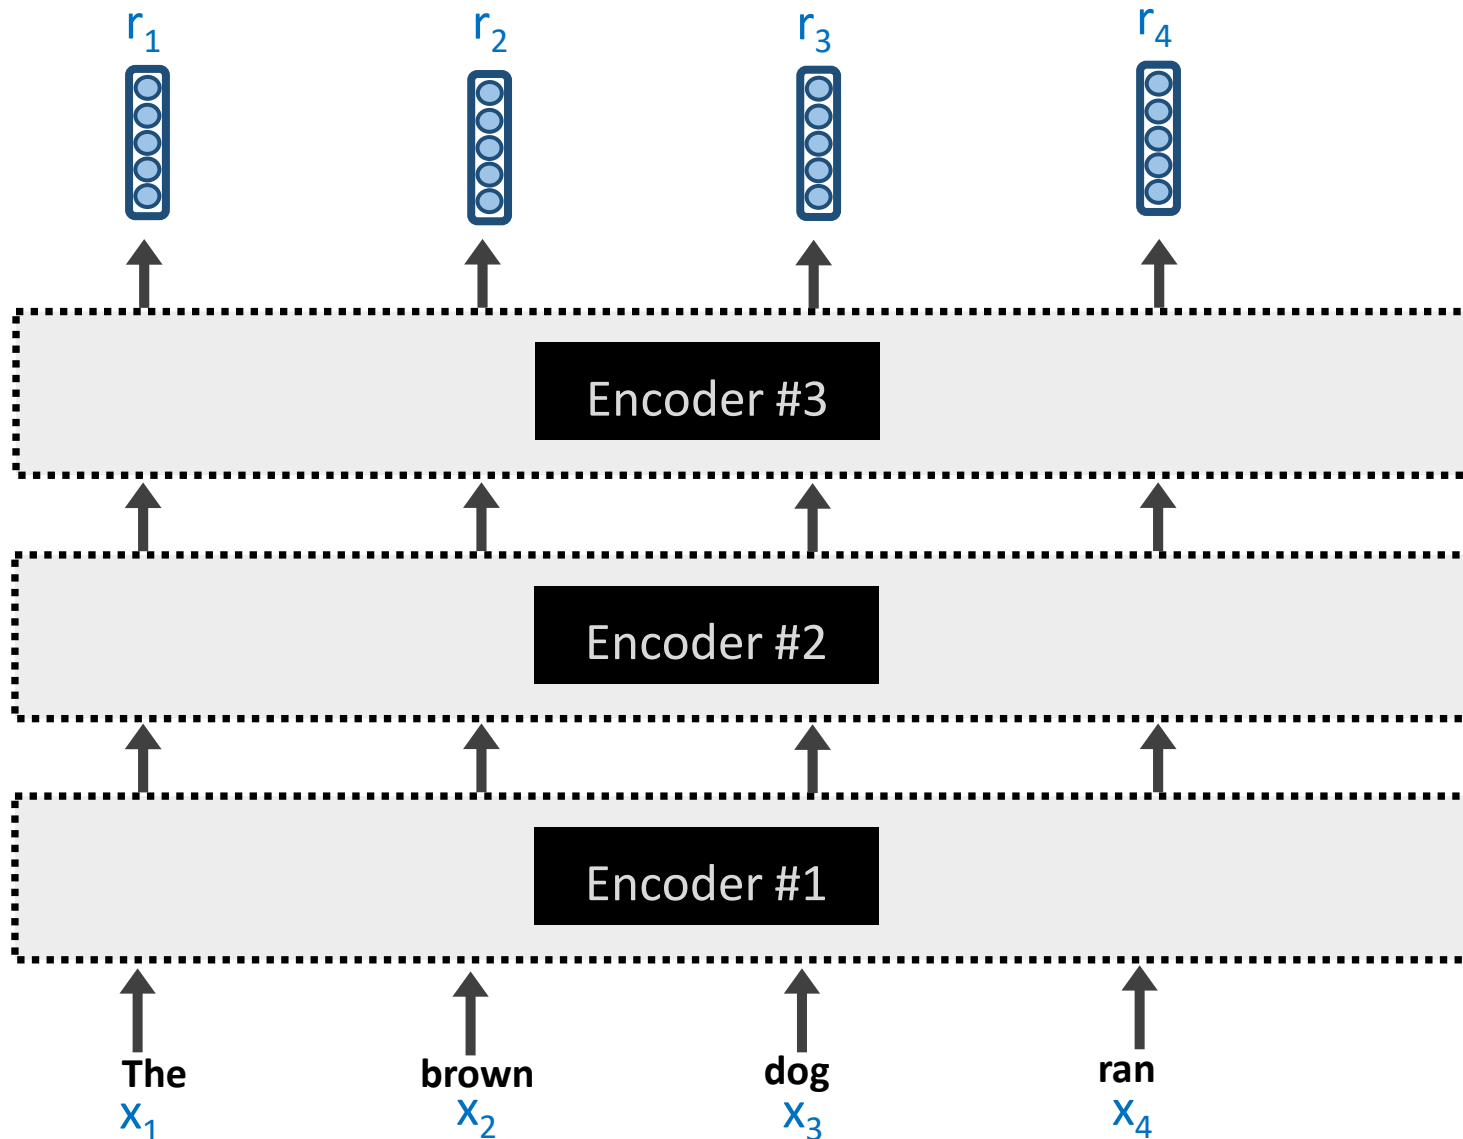 r₁ r₂ r₃ r₄
Encoder #3
Encoder #2
Encoder #1
The brown dog ran
x₁ x₂ x₃ x₄